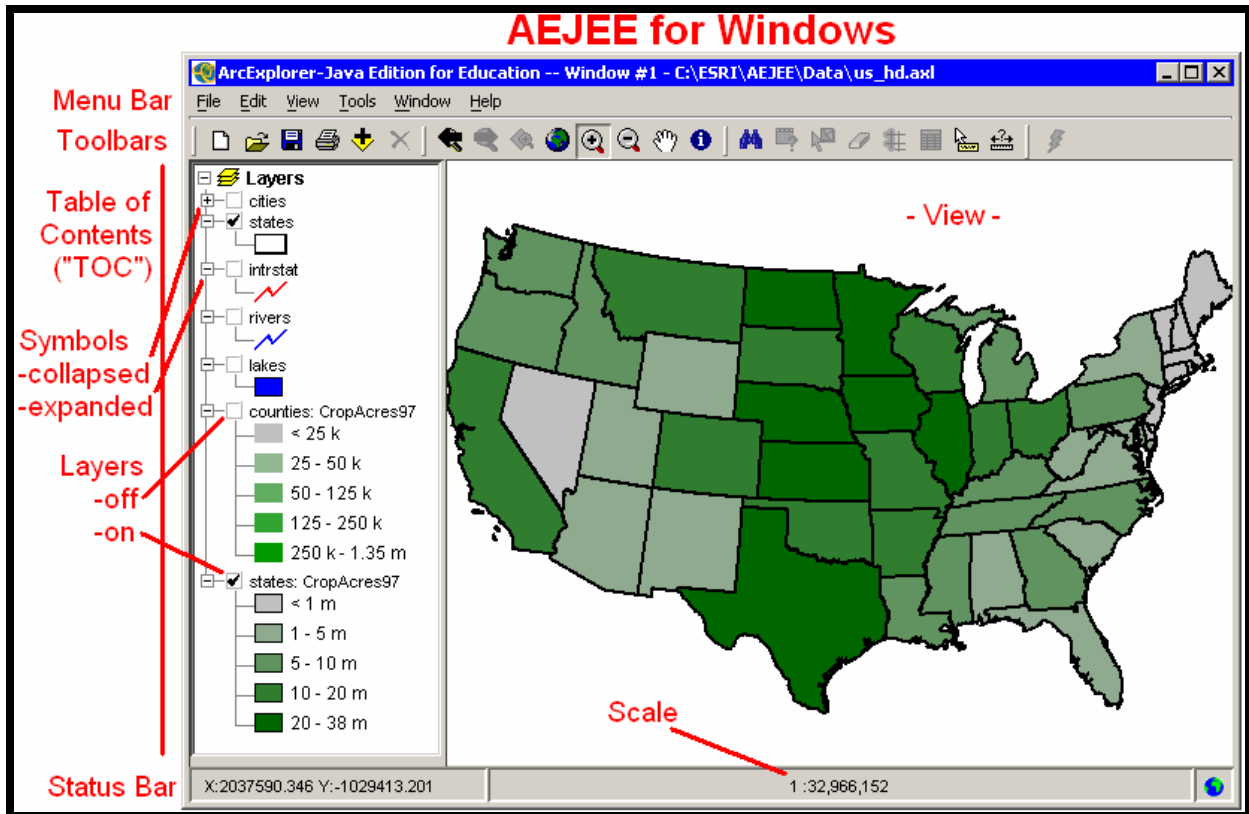 AEJEE for Windows
ArcExplorer-Java Edition for Education -- Window #1 - C:\ESRI\AEJEE\Data\us_hd.axl
Menu Bar
File Edit View Tools Window Help
Toolbars
Table of
Contents
("TOC")
Layers
cities
states
intrstat
rivers
lakes
counties: CropAcres97
< 25 k
25 - 50 k
50 - 125 k
125 - 250 k
250 k - 1.35 m
states: CropAcres97
< 1 m
1 - 5 m
5 - 10 m
10 - 20 m
20 - 38 m
- View -
Symbols
-collapsed
-expanded
Layers
-off
-on
Scale
Status Bar
X:2037590.346 Y:-1029413.201
1 :32,966,152